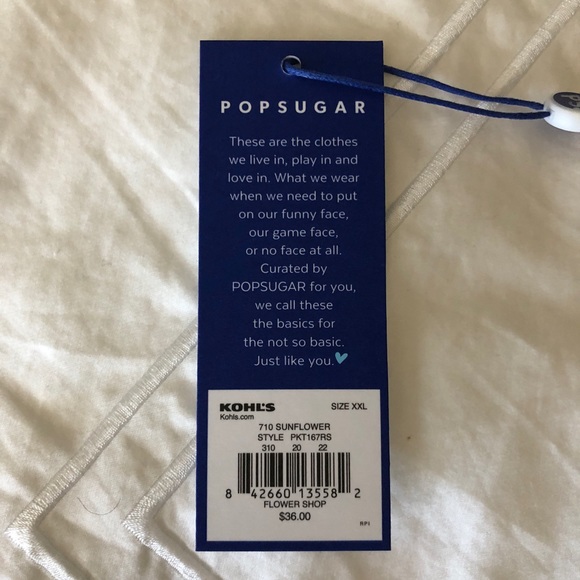 POPSUGAR
These are the clothes
we live in, play in and
love in. What we wear
when we need to put
on our funny face,
our game face,
or no face at all.
Curated by
POPSUGAR for you,
we call these
the basics for
the not so basic.
Just like you.
KOHL'S SIZE XXL
Kohls.com
710 SUNFLOWER
STYLE PKT167RS
310 20 22
8 42660 13558 2
FLOWER SHOP
$36.00
RP1